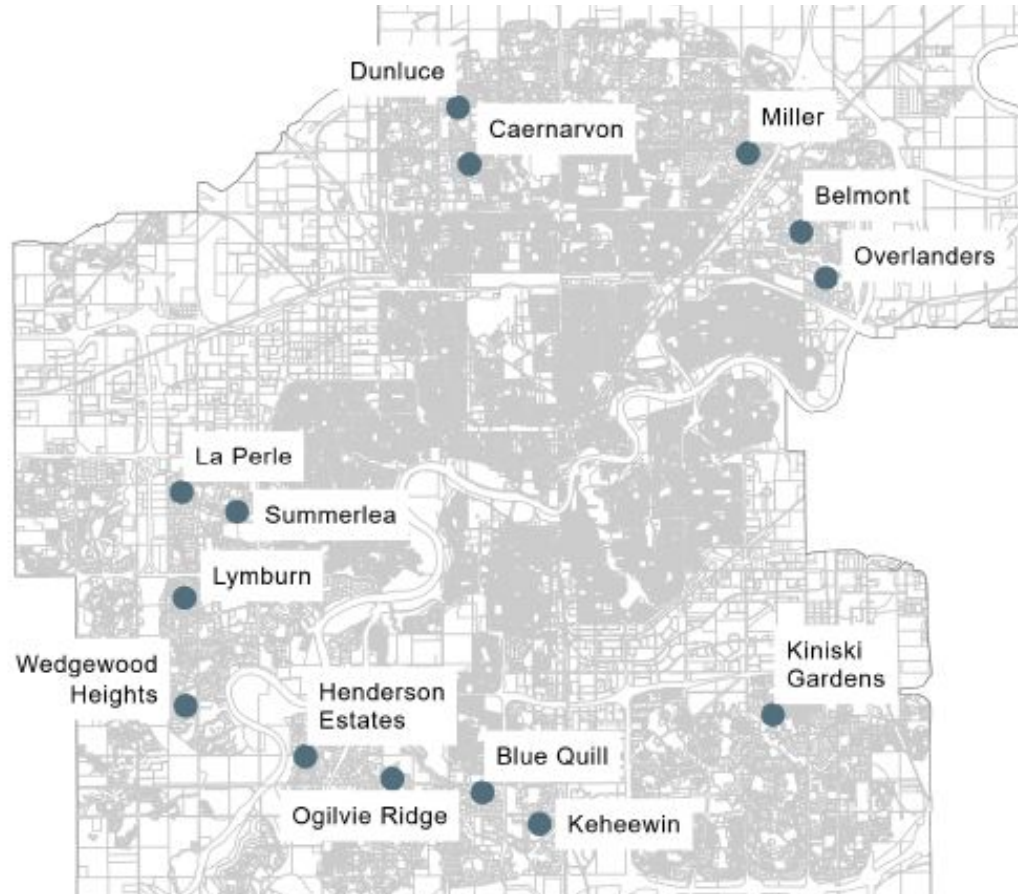 Dunluce
Caernarvon
Miller
Belmont
Overlanders
La Perle
Summerlea
Lymburn
Wedgewood
Heights
Henderson
Estates
Kiniski
Gardens
Blue Quill
Ogilvie Ridge
Keheewin